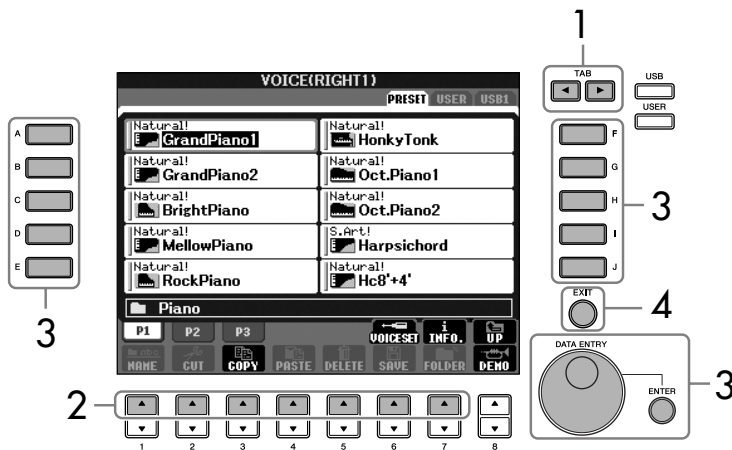 1
VOICE(RIGHT1)
TAB
USB
USER
PRESET USER USB1
A
B
C
D
E
3
Natural!
GrandPiano1
Natural!
GrandPiano2
Natural!
BrightPiano
Natural!
MellowPiano
Natural!
RockPiano
Natural!
HonkyTonk
Natural!
Oct.Piano1
Natural!
Oct.Piano2
S.Art!
Harpsichord
Natural!
Hc8'+4'
F
G
H
I
J
3
Piano
P1 P2 P3 VOICESET i INFO. UP
NAME CUT COPY PASTE DELETE SAVE FOLDER DEMO
EXIT
4
DATA ENTRY
ENTER
3
2
1 2 3 4 5 6 7 8